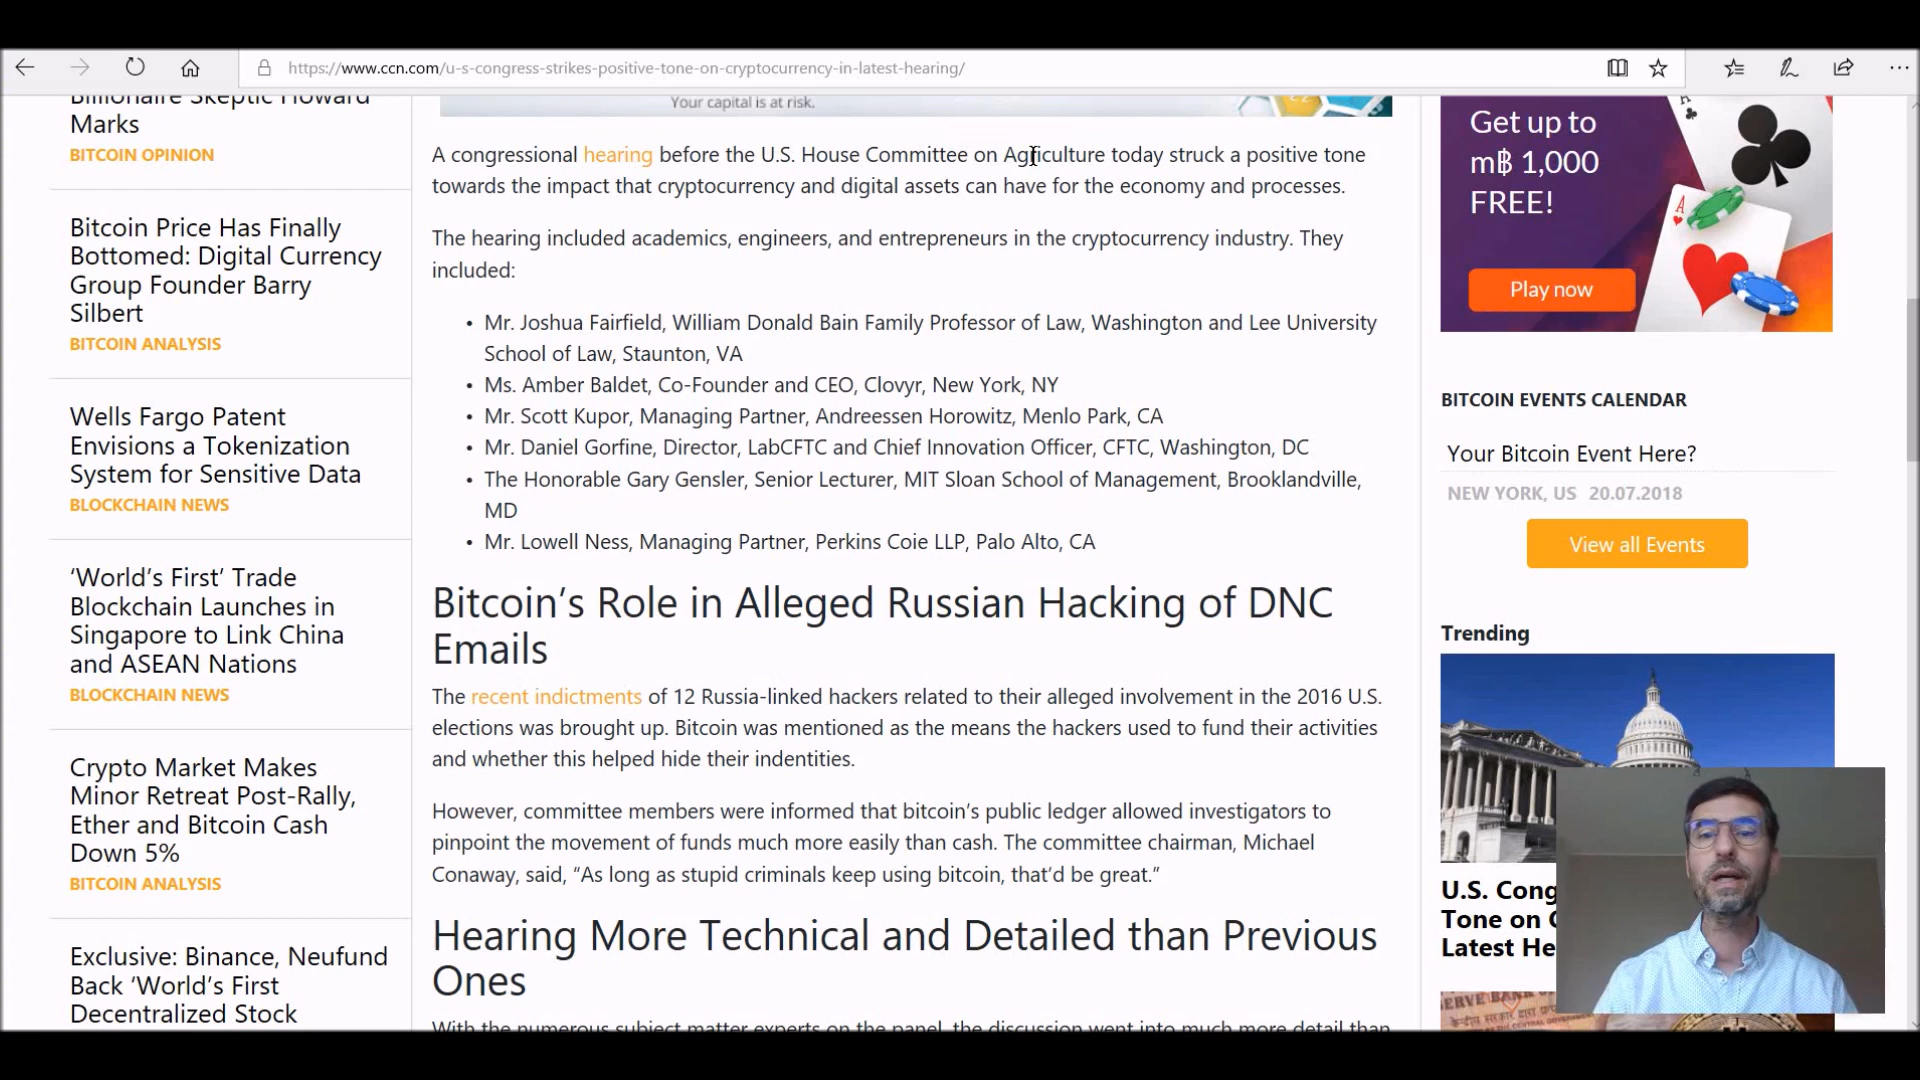 https://www.ccn.com/u-s-congress-strikes-positive-tone-on-cryptocurrency-in-latest-hearing/
Billionaire Skeptic Howard
Marks
BITCOIN OPINION
Bitcoin Price Has Finally
Bottomed: Digital Currency
Group Founder Barry
Silbert
BITCOIN ANALYSIS
Wells Fargo Patent
Envisions a Tokenization
System for Sensitive Data
BLOCKCHAIN NEWS
‘World’s First’ Trade
Blockchain Launches in
Singapore to Link China
and ASEAN Nations
BLOCKCHAIN NEWS
Crypto Market Makes
Minor Retreat Post-Rally,
Ether and Bitcoin Cash
Down 5%
BITCOIN ANALYSIS
Exclusive: Binance, Neufund
Back ‘World’s First
Decentralized Stock
Your capital is at risk.
A congressional hearing before the U.S. House Committee on Agriculture today struck a positive tone
towards the impact that cryptocurrency and digital assets can have for the economy and processes.
The hearing included academics, engineers, and entrepreneurs in the cryptocurrency industry. They
included:
• Mr. Joshua Fairfield, William Donald Bain Family Professor of Law, Washington and Lee University
School of Law, Staunton, VA
• Ms. Amber Baldet, Co-Founder and CEO, Clovyr, New York, NY
• Mr. Scott Kupor, Managing Partner, Andreessen Horowitz, Menlo Park, CA
• Mr. Daniel Gorfine, Director, LabCFTC and Chief Innovation Officer, CFTC, Washington, DC
• The Honorable Gary Gensler, Senior Lecturer, MIT Sloan School of Management, Brooklandville,
MD
• Mr. Lowell Ness, Managing Partner, Perkins Coie LLP, Palo Alto, CA
Bitcoin’s Role in Alleged Russian Hacking of DNC
Emails
The recent indictments of 12 Russia-linked hackers related to their alleged involvement in the 2016 U.S.
elections was brought up. Bitcoin was mentioned as the means the hackers used to fund their activities
and whether this helped hide their indentities.
However, committee members were informed that bitcoin’s public ledger allowed investigators to
pinpoint the movement of funds much more easily than cash. The committee chairman, Michael
Conaway, said, “As long as stupid criminals keep using bitcoin, that’d be great.”
Hearing More Technical and Detailed than Previous
Ones
With the numerous subject matter experts on the panel, the discussion went into much more detail than
Get up to
m₿ 1,000
FREE!
A
A
Play now
BITCOIN EVENTS CALENDAR
Your Bitcoin Event Here?
NEW YORK, US 20.07.2018
View all Events
Trending
U.S. Cong
Tone on
Latest He